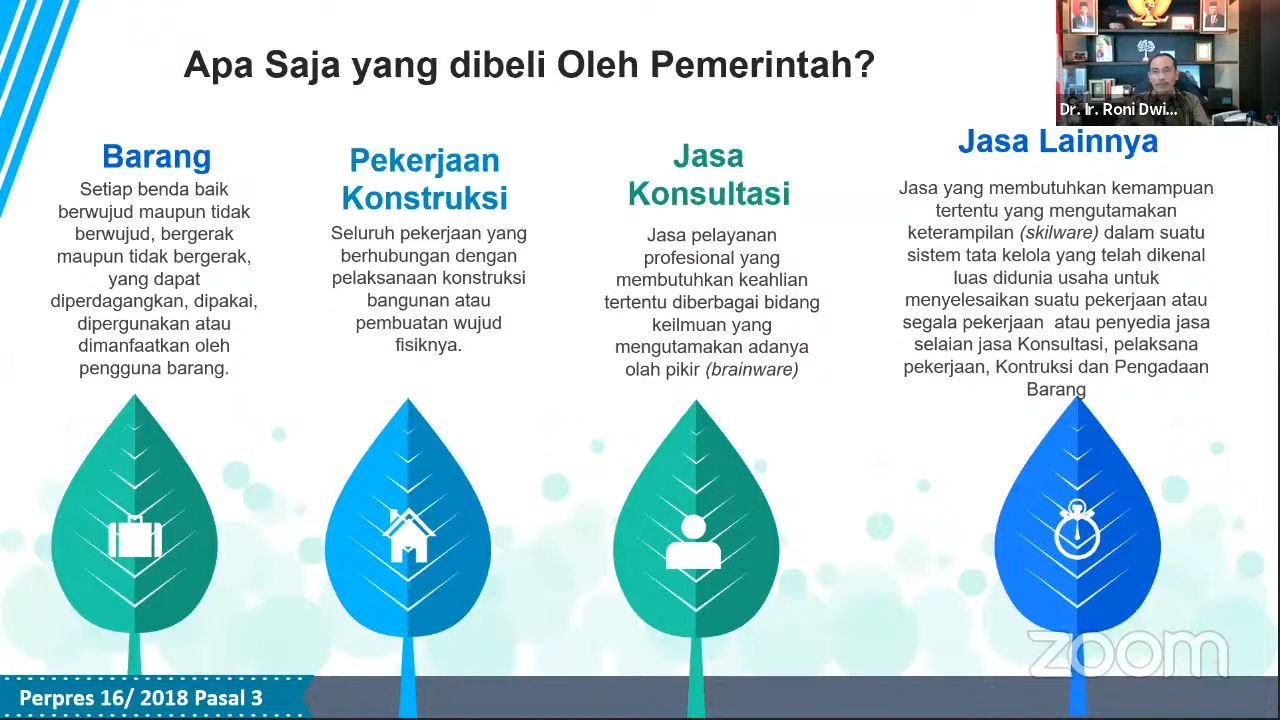 Apa Saja yang dibeli Oleh Pemerintah?
Dr. Ir. Roni Dwi...
Barang
Setiap benda baik
berwujud maupun tidak
berwujud, bergerak
maupun tidak bergerak,
yang dapat
diperdagangkan, dipakai,
dipergunakan atau
dimanfaatkan oleh
pengguna barang.
Pekerjaan
Konstruksi
Seluruh pekerjaan yang
berhubungan dengan
pelaksanaan konstruksi
bangunan atau
pembuatan wujud
fisiknya.
Jasa
Konsultasi
Jasa pelayanan
profesional yang
membutuhkan keahlian
tertentu diberbagai bidang
keilmuan yang
mengutamakan adanya
olah pikir (brainware)
Jasa Lainnya
Jasa yang membutuhkan kemampuan
tertentu yang mengutamakan
keterampilan (skilware) dalam suatu
sistem tata kelola yang telah dikenal
luas didunia usaha untuk
menyelesaikan suatu pekerjaan atau
segala pekerjaan  atau penyedia jasa
selaian jasa Konsultasi, pelaksana
pekerjaan, Kontruksi dan Pengadaan
Barang
zoom
Perpres 16/ 2018 Pasal 3